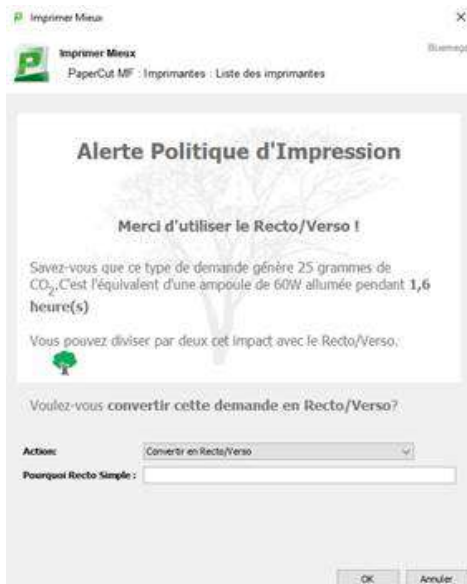 Imprimer Mieux
Imprimer Mieux
PaperCut MF : Imprimantes : Liste des imprimantes
Alerte Politique d'Impression
Merci d'utiliser le Recto/Verso !
Savez-vous que ce type de demande génère 25 grammes de
CO2.C'est l'équivalent d'une ampoule de 60W allumée pendant 1,6
heure(s)
Vous pouvez diviser par deux cet impact avec le Recto/Verso.
Voulez-vous convertir cette demande en Recto/Verso?
Action: Convertir en Recto/Verso
Pourquoi Recto Simple :
OK Annuler